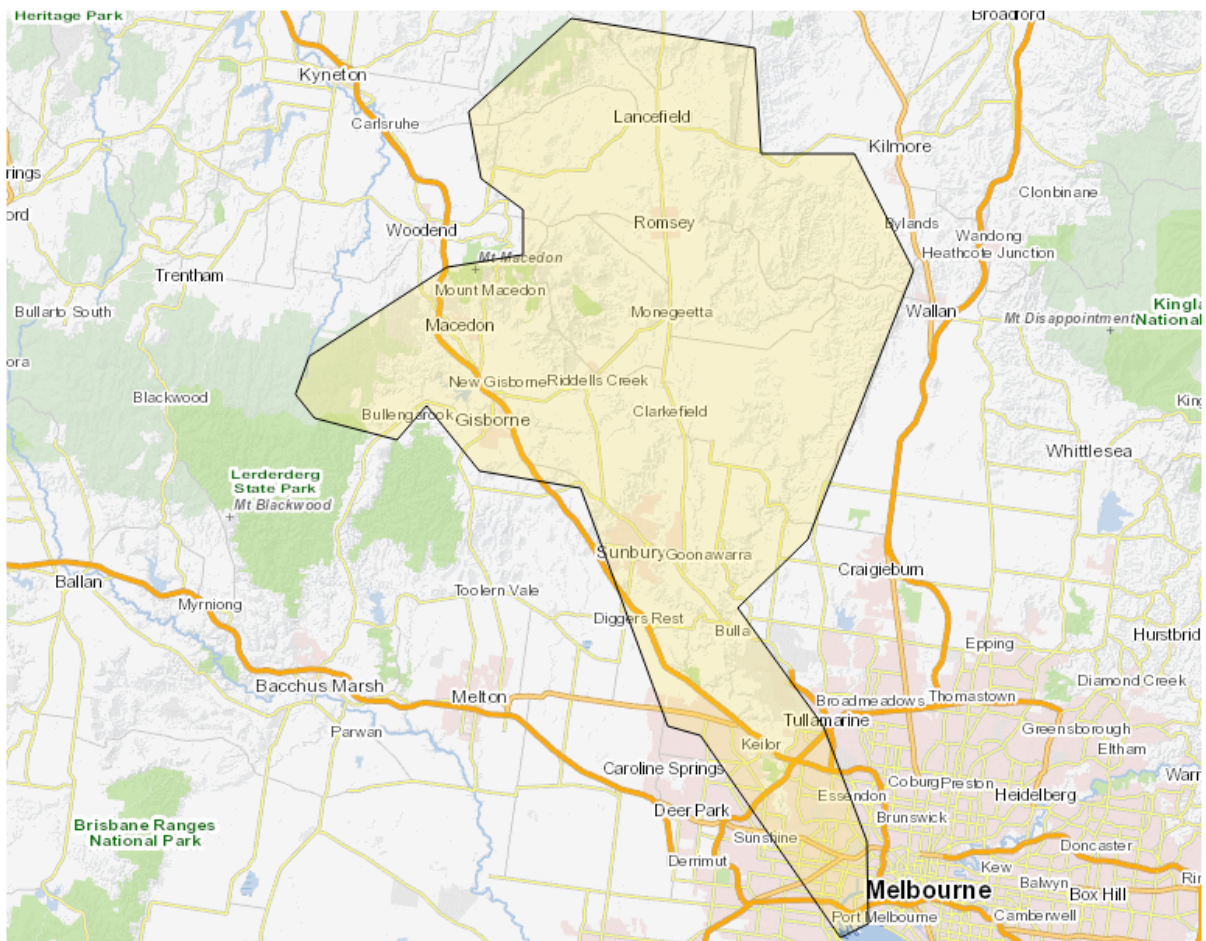 Heritage Park
Broadford
Kyneton
Lancefield
Carlsruhe
Kilmore
rings
Clonbinane
ord
Romsey
Bylands
Woodend
Wandong
Heathcote Junction
Mt Macedon
Trentham
Mount Macedon
Kingla
National
Bullarto South
Monegeetta
Wallan
Mt Disappointment
Macedon
ora
New Gisborne
Riddells Creek
Blackwood
King
Bullengarook
Gisborne
Clarkefield
Whittlesea
Lerderderg
State Park
Mt Blackwood
Sunbury
Goonawarra
Craigieburn
Ballan
Toolern Vale
Myrniong
Diggers Rest
Bulla
Hurstbrid
Epping
Bacchus Marsh
Melton
Diamond Creek
Broadmeadows
Thomastown
Tullamarine
Parwan
Greensborough
Keilor
Eltham
Caroline Springs
Warr
Coburg
Preston
Essendon
Heidelberg
Deer Park
Brunswick
Brisbane Ranges
National Park
Sunshine
Doncaster
Derrimut
Kew
Rin
Melbourne
Balwyn
Box Hill
Port Melbourne
Camberwell